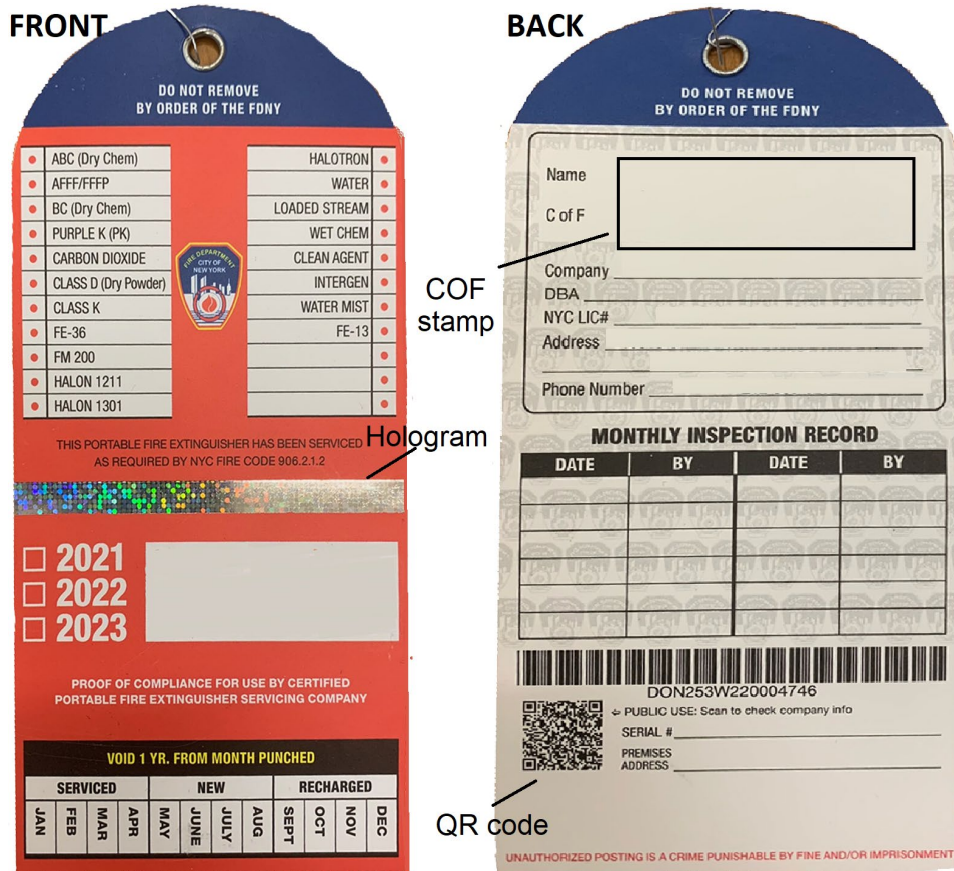 FRONT
DO NOT REMOVE
BY ORDER OF THE FDNY
ABC (Dry Chem)
AFFF/FFFP
BC (Dry Chem)
PURPLE K (PK)
CARBON DIOXIDE
CLASS D (Dry Powder)
CLASS K
FE-36
FM 200
HALON 1211
HALON 1301
HALOTRON
WATER
LOADED STREAM
WET CHEM
CLEAN AGENT
INTERGEN
WATER MIST
FE-13
FIRE DEPARTMENT
CITY OF
NEW YORK
THIS PORTABLE FIRE EXTINGUISHER HAS BEEN SERVICED
AS REQUIRED BY NYC FIRE CODE 906.2.1.2
Hologram
2021
2022
2023
PROOF OF COMPLIANCE FOR USE BY CERTIFIED
PORTABLE FIRE EXTINGUISHER SERVICING COMPANY
VOID 1 YR. FROM MONTH PUNCHED
SERVICED NEW RECHARGED
JAN FEB MAR APR MAY JUNE JULY AUG SEPT OCT NOV DEC
BACK
DO NOT REMOVE
BY ORDER OF THE FDNY
Name
C of F
COF
stamp
Company
DBA
NYC LIC#
Address
Phone Number
MONTHLY INSPECTION RECORD
DATE BY DATE BY
DON253W220004746
⇦ PUBLIC USE: Scan to check company info
SERIAL #
PREMISES
ADDRESS
QR code
UNAUTHORIZED POSTING IS A CRIME PUNISHABLE BY FINE AND/OR IMPRISONMENT